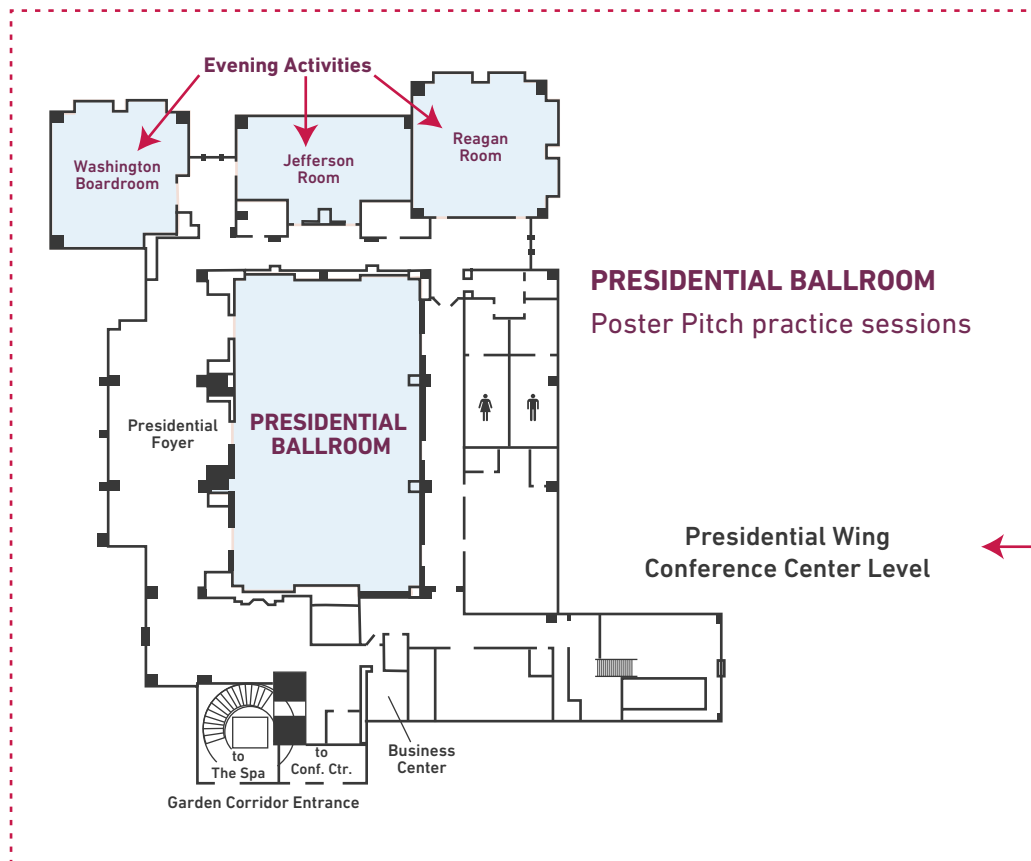 Evening Activities
Washington
Boardroom
Jefferson
Room
Reagan
Room
PRESIDENTIAL BALLROOM
Poster Pitch practice sessions
Presidential
Foyer
PRESIDENTIAL
BALLROOM
Presidential Wing
Conference Center Level
to
The Spa
to
Conf. Ctr.
Business
Center
Garden Corridor Entrance